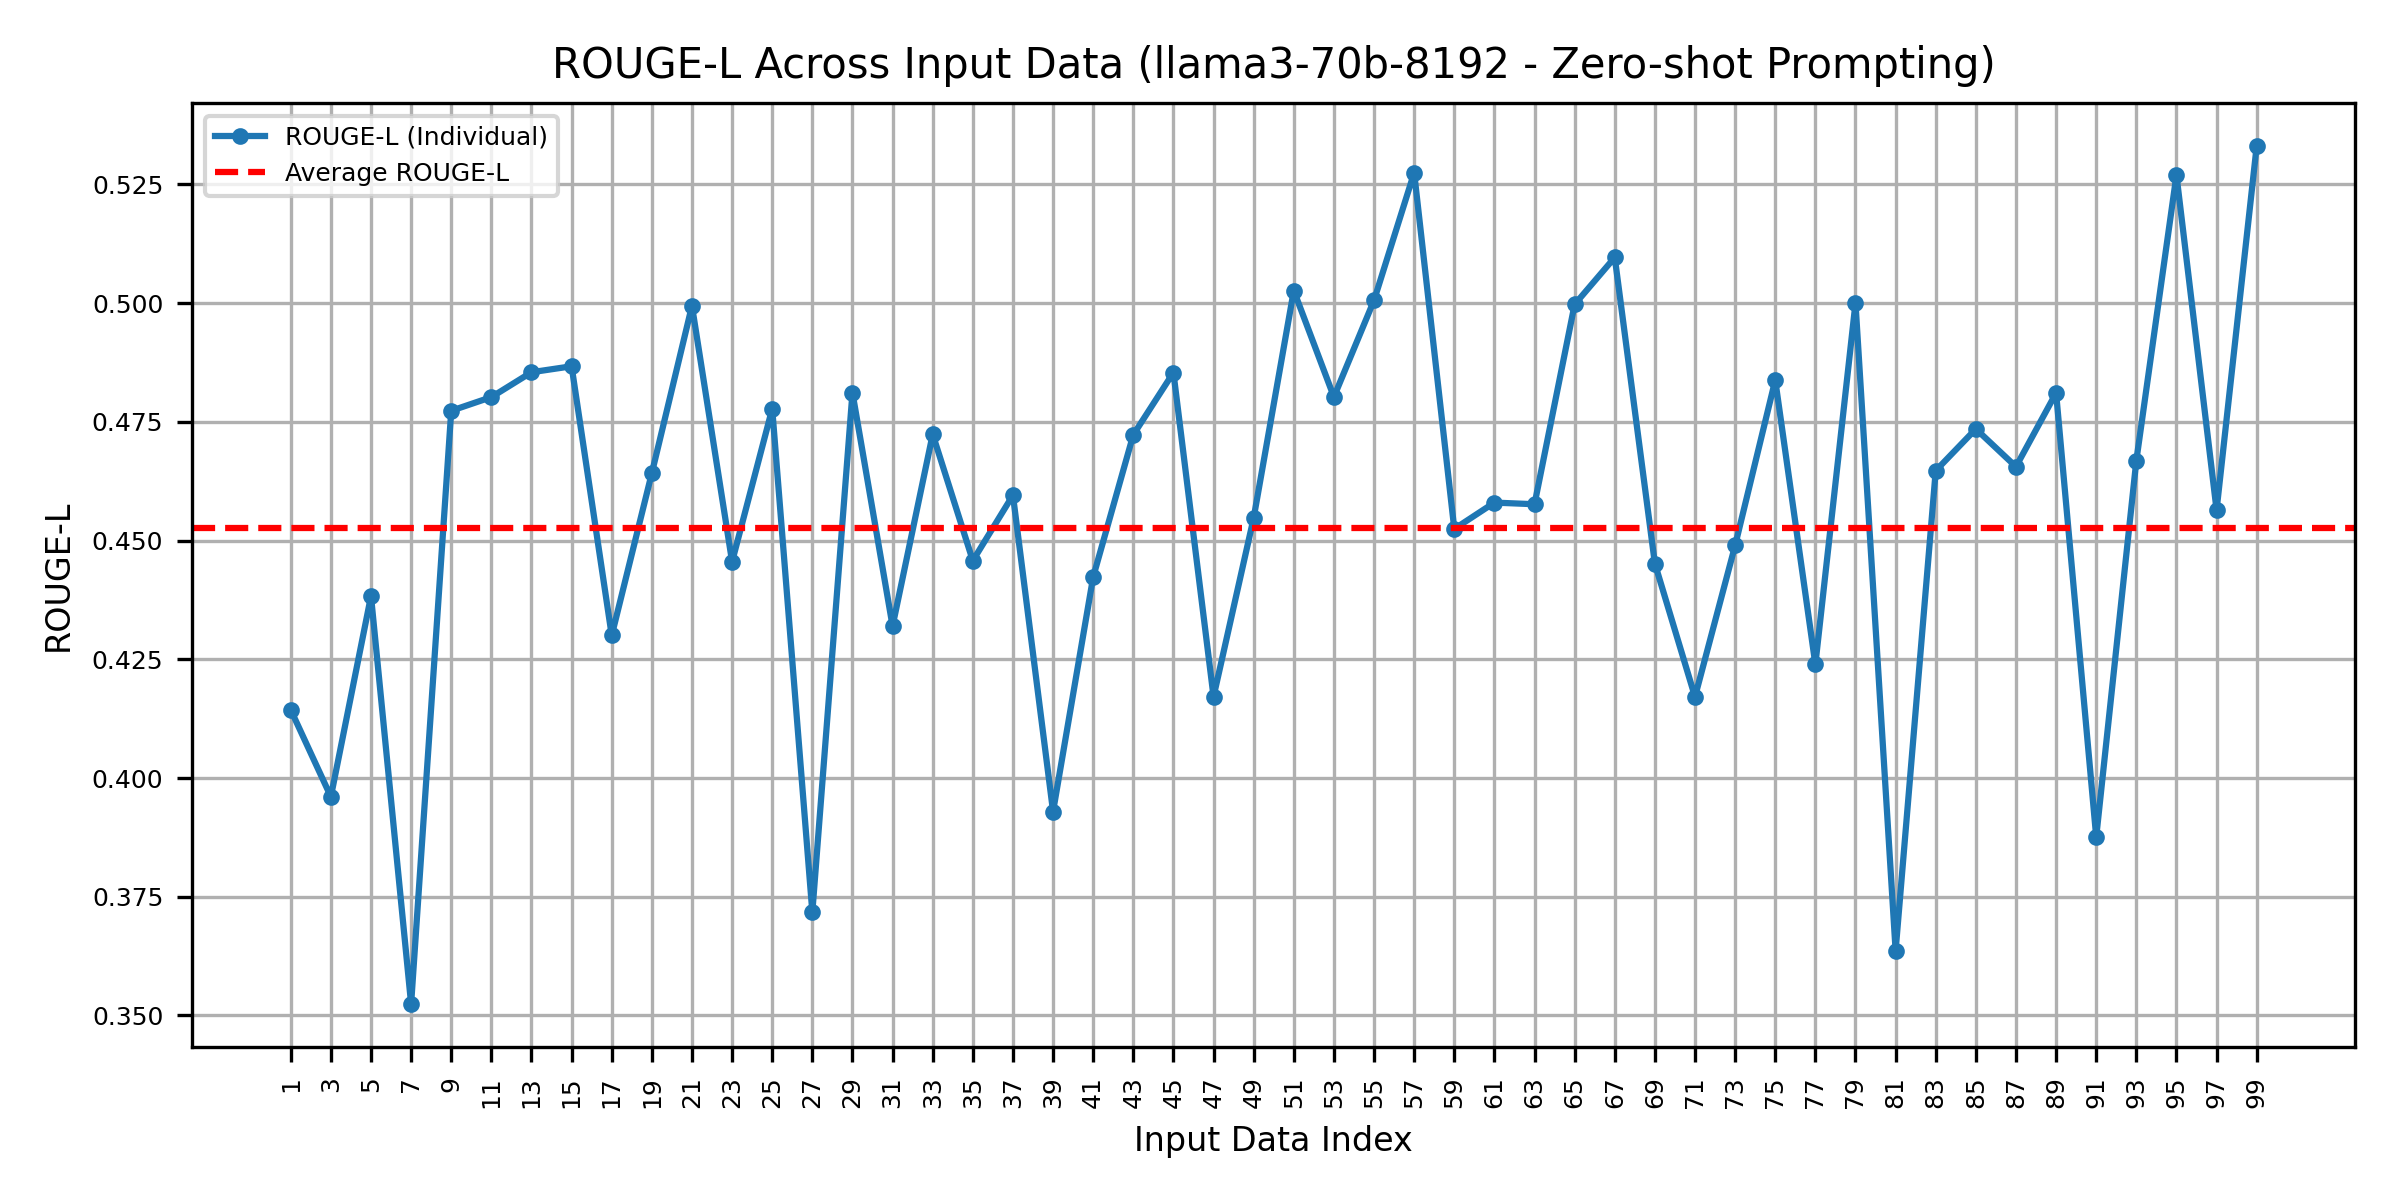 ROUGE-L Across Input Data (llama3-70b-8192 - Zero-shot Prompting)
ROUGE-L (Individual)
Average ROUGE-L
0.525
0.500
0.475
0.450
0.425
0.400
0.375
0.350
ROUGE-L
1 3 5 7 9 11 13 15 17 19 21 23 25 27 29 31 33 35 37 39 41 43 45 47 49 51 53 55 57 59 61 63 65 67 69 71 73 75 77 79 81 83 85 87 89 91 93 95 97 99
Input Data Index